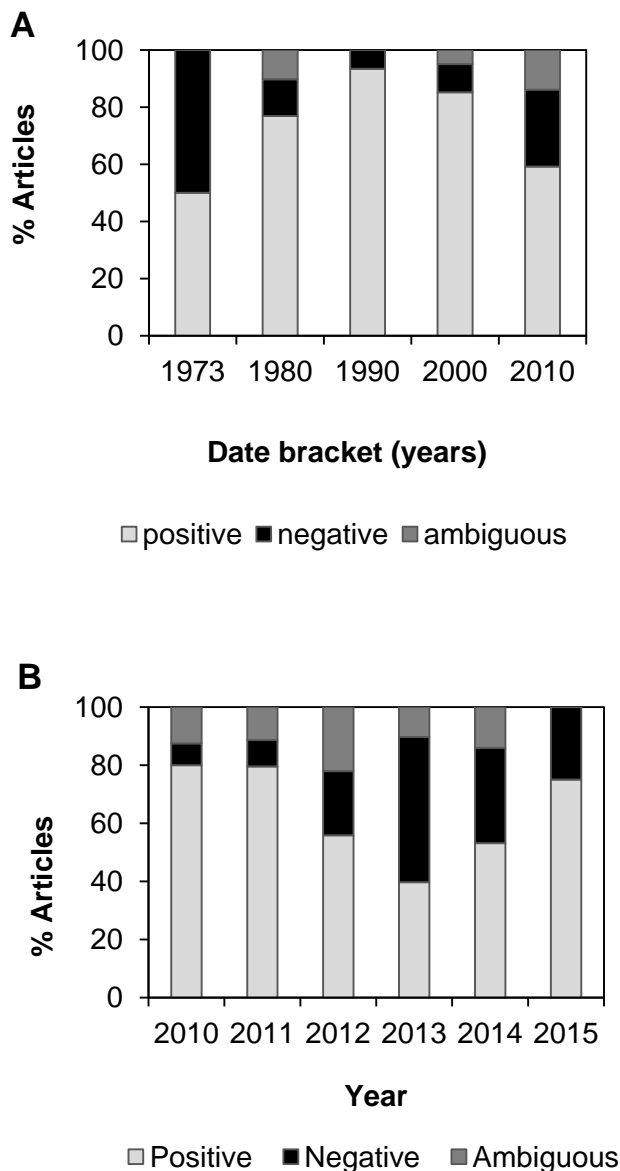 A
100
80
60
40
20
0
% Articles
1973 1980 1990 2000 2010
Date bracket (years)
positive negative ambiguous
B
100
80
60
40
20
0
% Articles
2010 2011 2012 2013 2014 2015
Year
Positive Negative Ambiguous